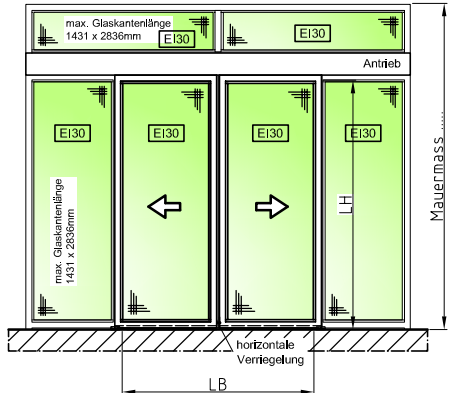 max. Glaskantenlänge
1431 x 2836mm
EI30
EI30
Antrieb
EI30
EI30
EI30
EI30
max. Glaskantenlänge
1431 x 2836mm
LH
Mauermass .....
horizontale
Verriegelung
LB